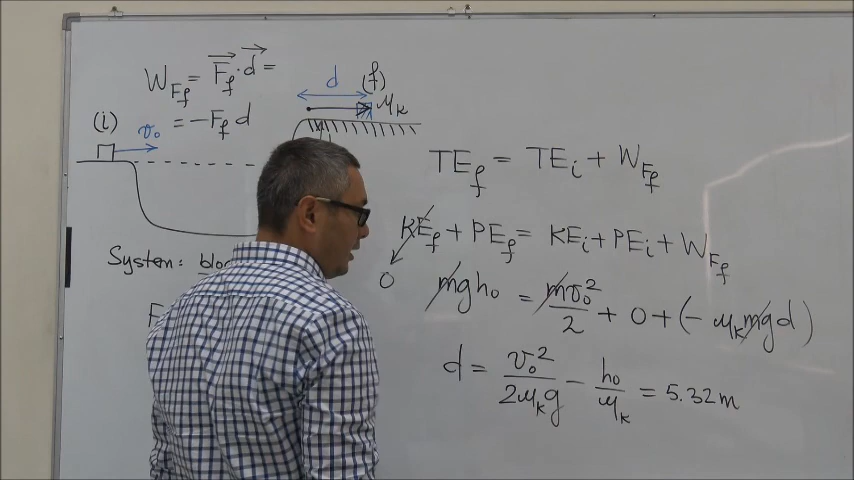 W_Ff = F_f · d =
= -F_f d
(i)
v₀
d
(f)
μ_k
System:
TE_f = TE_i + W_Ff
KE_f + PE_f = KE_i + PE_i + W_Ff
0
mgh₀ = mv₀²/2 + 0 + (- μ_k mgd)
d = v₀²/2μ_k g - h₀/μ_k = 5.32m